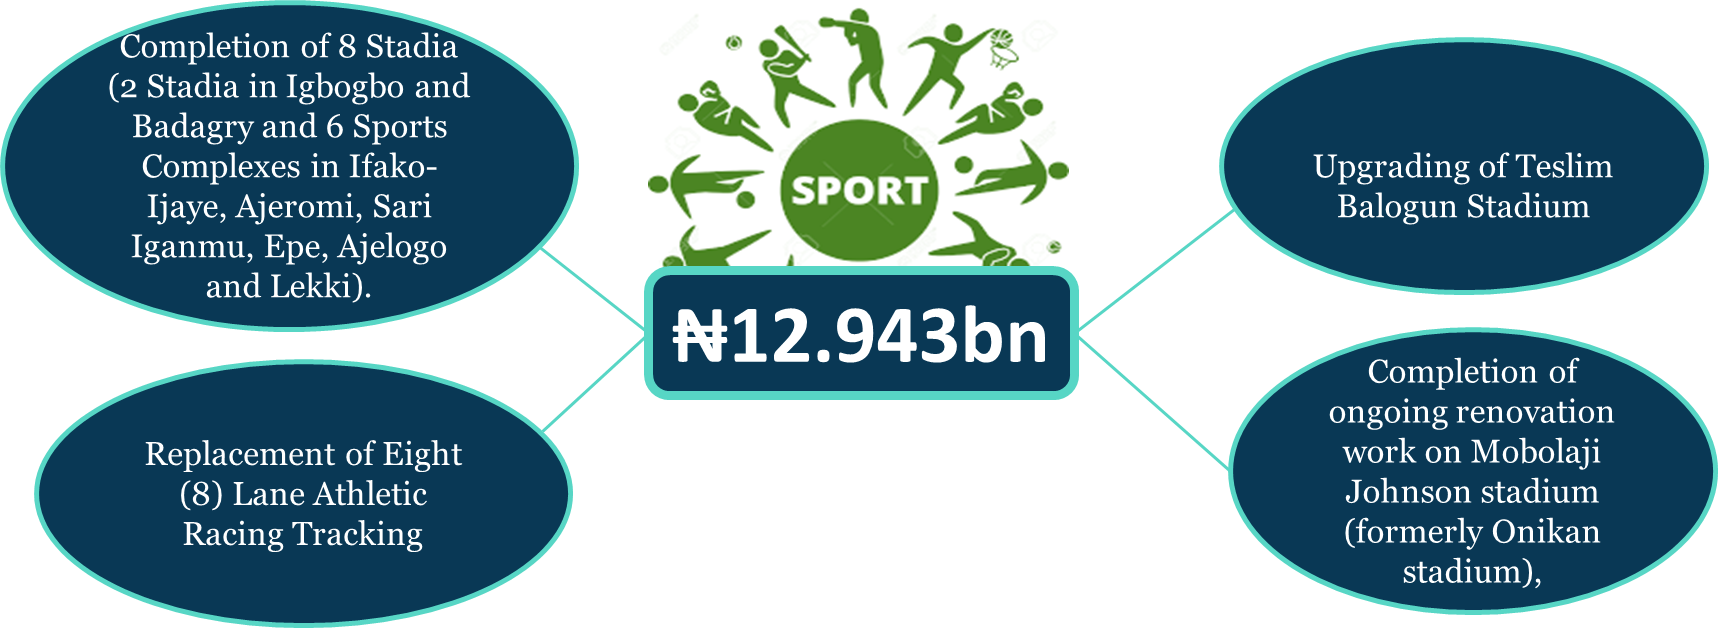 Completion of 8 Stadia
(2 Stadia in Igbogbo and
Badagry and 6 Sports
Complexes in Ifako-
Ijaye, Ajeromi, Sari
Iganmu, Epe, Ajelogo
and Lekki).
Replacement of Eight
(8) Lane Athletic
Racing Tracking
SPORT
₦12.943bn
Upgrading of Teslim
Balogun Stadium
Completion of
ongoing renovation
work on Mobolaji
Johnson stadium
(formerly Onikan
stadium),